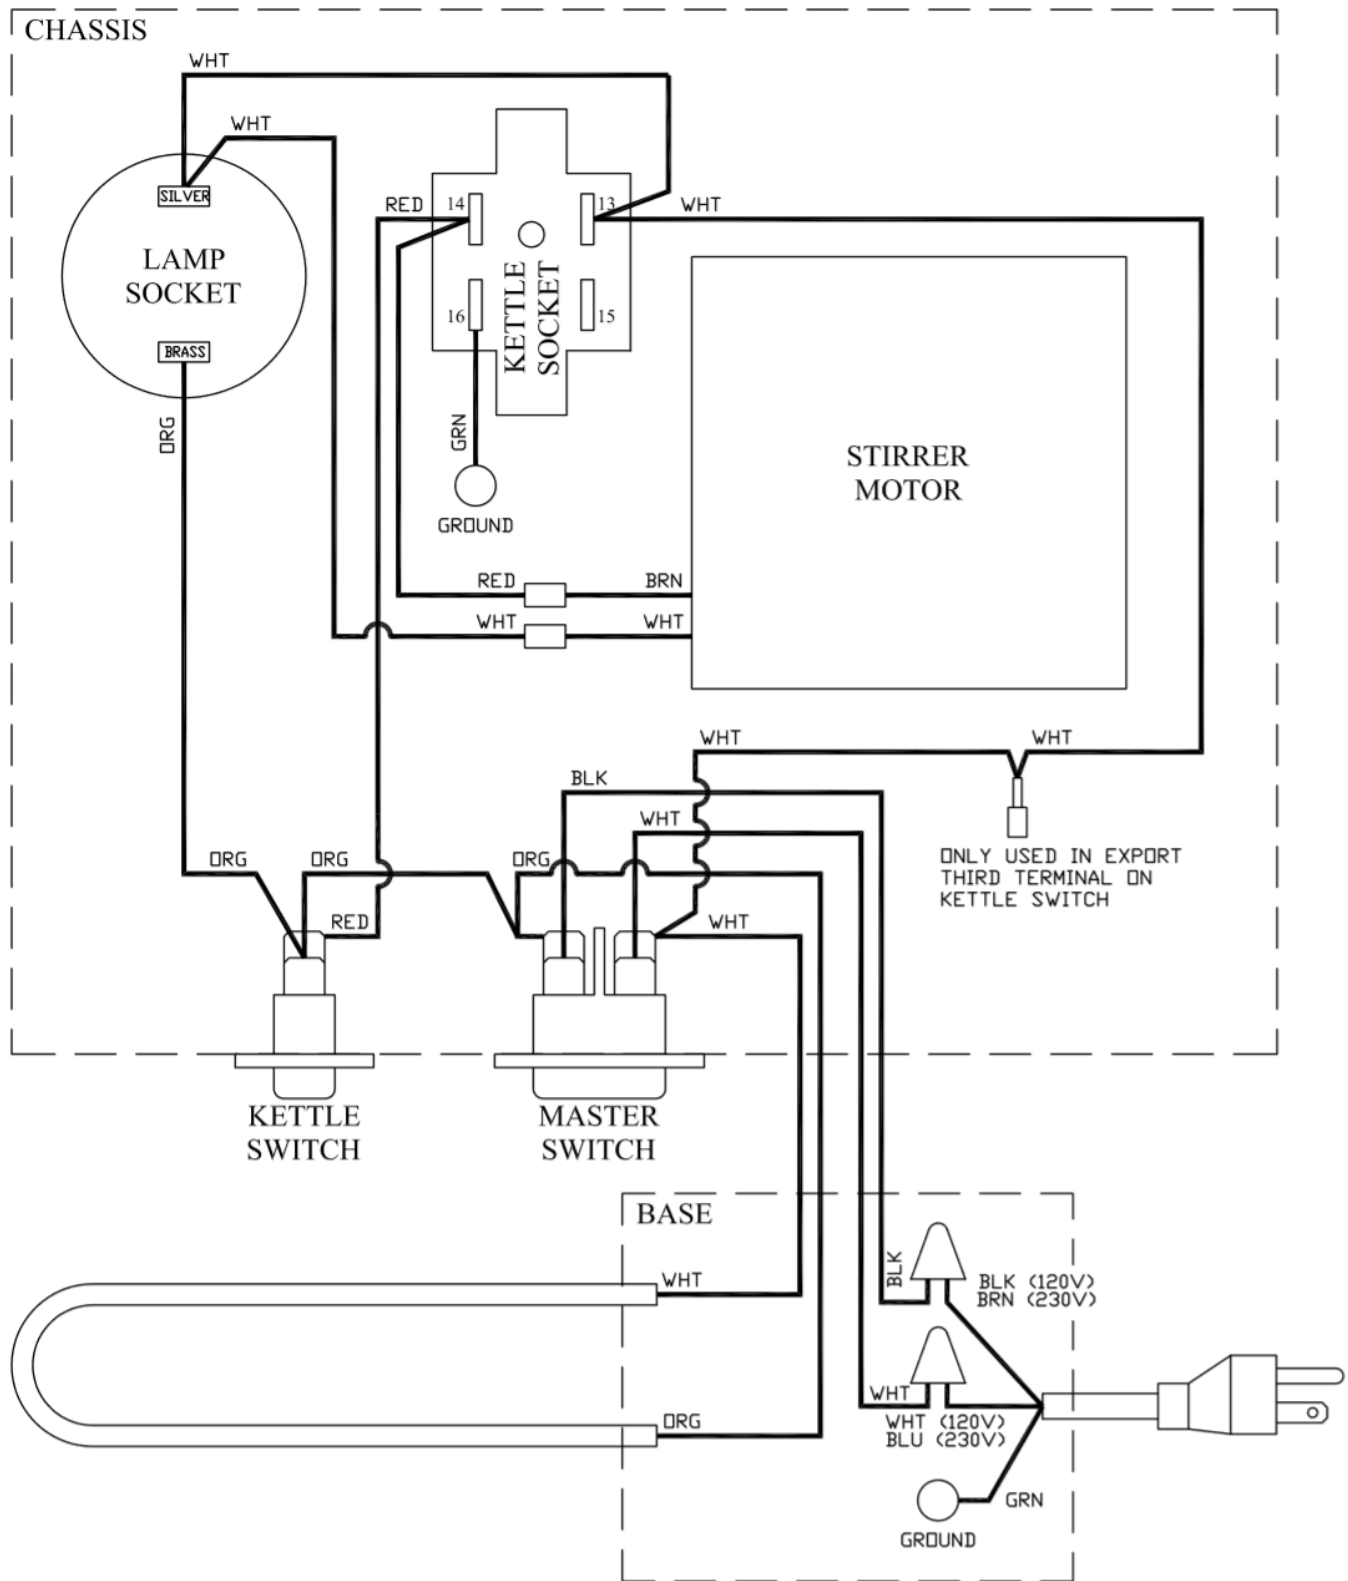 CHASSIS
WHT
WHT
SILVER
LAMP
SOCKET
BRASS
ORG
RED
14
13
WHT
16
15
KETTLE
SOCKET
GRN
GROUND
STIRRER
MOTOR
RED
BRN
WHT
WHT
WHT
WHT
BLK
WHT
ONLY USED IN EXPORT
THIRD TERMINAL ON
KETTLE SWITCH
ORG
ORG
ORG
RED
WHT
KETTLE
SWITCH
MASTER
SWITCH
BASE
WHT
BLK
BLK (120V)
BRN (230V)
WHT
WHT (120V)
BLU (230V)
ORG
GRN
GROUND